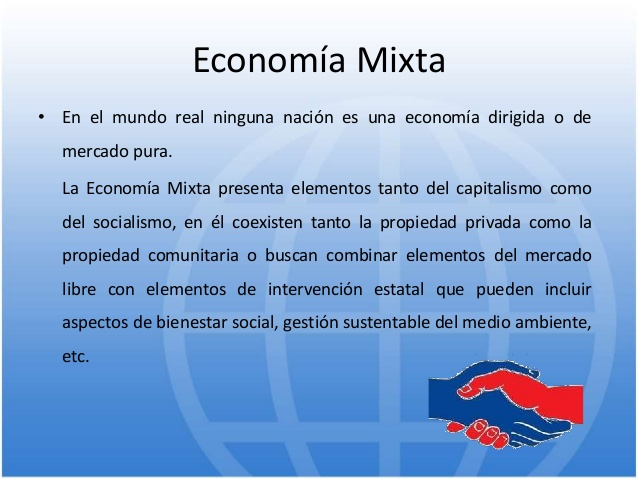 Economía Mixta
• En el mundo real ninguna nación es una economía dirigida o de
mercado pura.
La Economía Mixta presenta elementos tanto del capitalismo como
del socialismo, en él coexisten tanto la propiedad privada como la
propiedad comunitaria o buscan combinar elementos del mercado
libre con elementos de intervención estatal que pueden incluir
aspectos de bienestar social, gestión sustentable del medio ambiente,
etc.